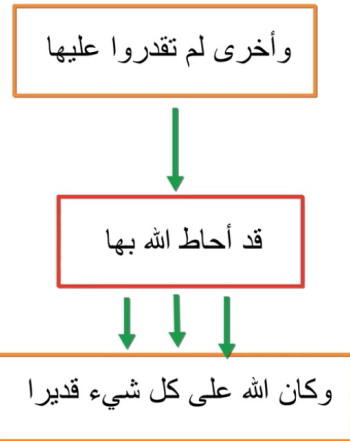 وأخرى لم تقدروا عليها
قد أحاط الله بها
وكان الله على كل شيء قديرا